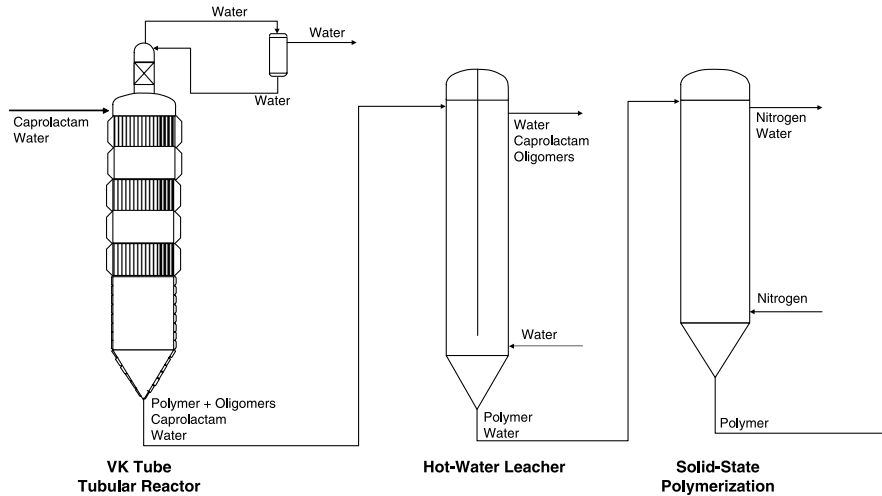 Water
Water
Water
Caprolactam
Water
Polymer + Oligomers
Caprolactam
Water
VK Tube
Tubular Reactor
Water
Caprolactam
Oligomers
Water
Polymer
Water
Hot-Water Leacher
Nitrogen
Water
Nitrogen
Polymer
Solid-State
Polymerization